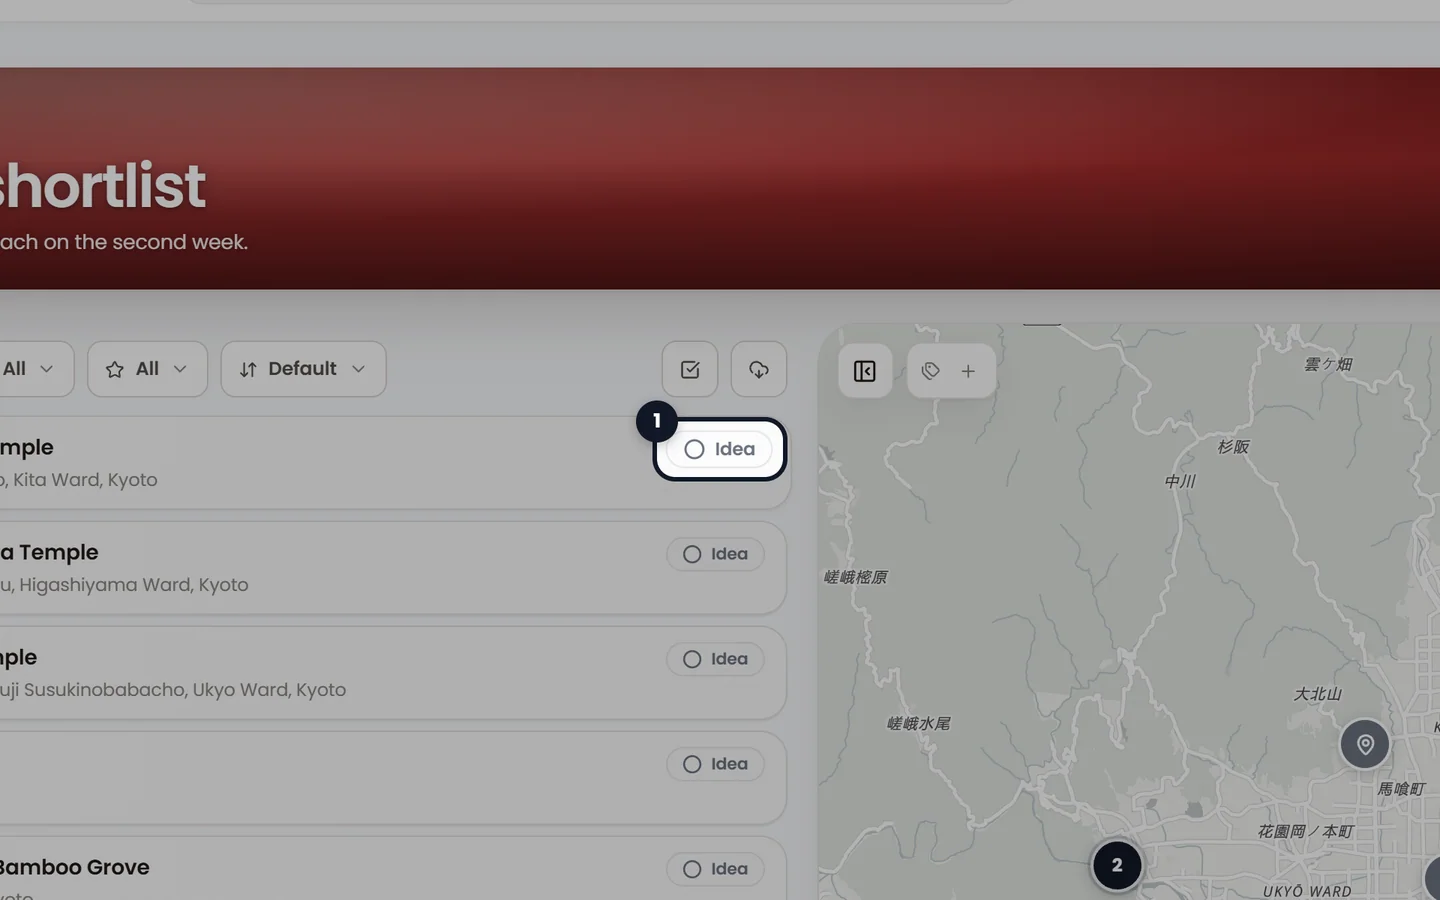 shortlist
ach on the second week.
All
All
Default
1
Idea
mple
o, Kita Ward, Kyoto
a Temple
Idea
u, Higashiyama Ward, Kyoto
nple
Idea
uji Susukinobabacho, Ukyo Ward, Kyoto
Idea
Bamboo Grove
Idea
雲ケ畑
杉阪
中川
嵯峨樒原
大北山
嵯峨水尾
馬喰町
花園岡ノ本町
2
UKYŌ WARD